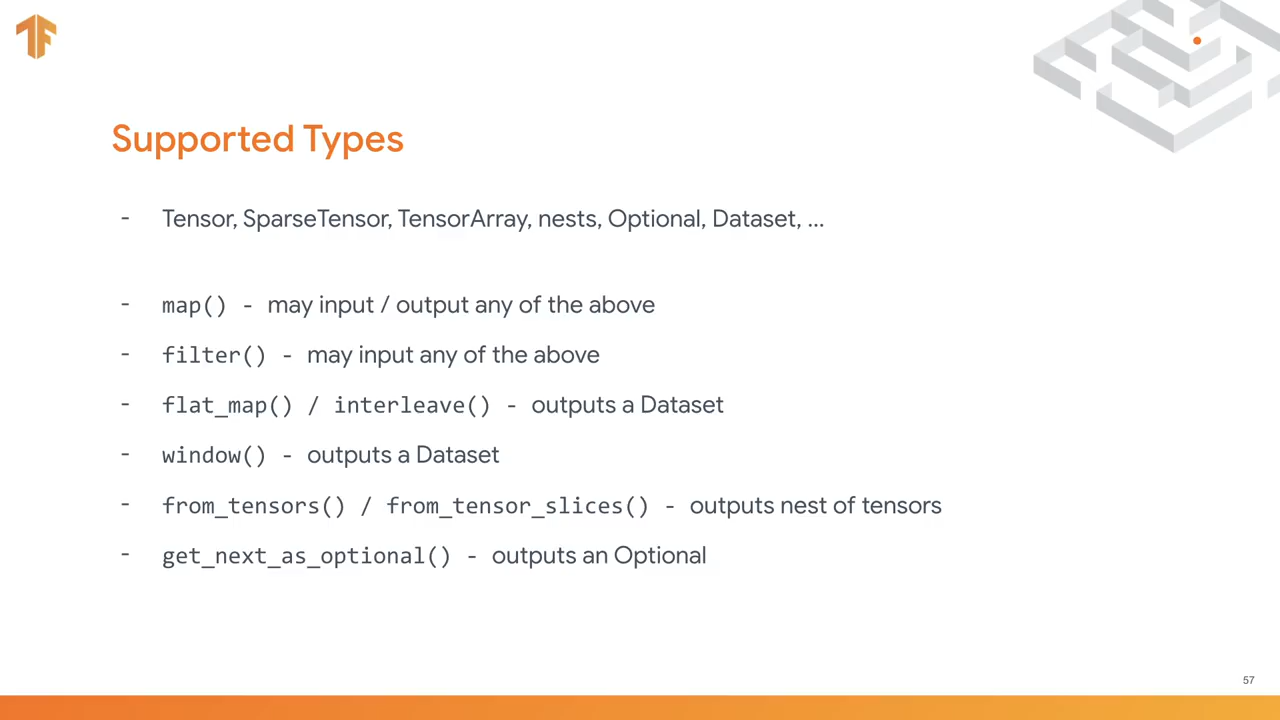 Supported Types
- Tensor, SparseTensor, TensorArray, nests, Optional, Dataset, ...
- map() - may input / output any of the above
- filter() - may input any of the above
- flat_map() / interleave() - outputs a Dataset
- window() - outputs a Dataset
- from_tensors() / from_tensor_slices() - outputs nest of tensors
- get_next_as_optional() - outputs an Optional
57